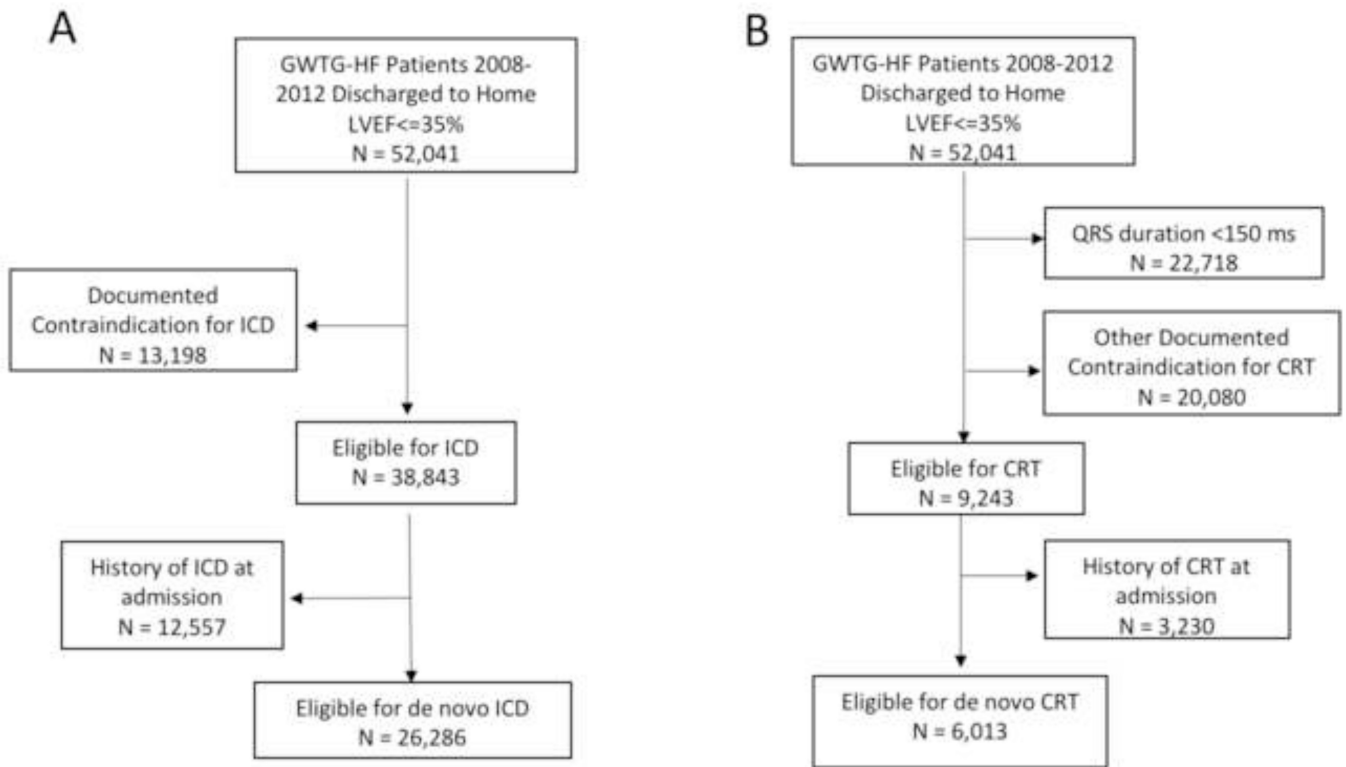 A
GWTG-HF Patients 2008-
2012 Discharged to Home
LVEF<=35%
N = 52,041
Documented
Contraindication for ICD
N = 13,198
Eligible for ICD
N = 38,843
History of ICD at
admission
N = 12,557
Eligible for de novo ICD
N = 26,286
B
GWTG-HF Patients 2008-2012
Discharged to Home
LVEF<=35%
N = 52,041
QRS duration <150 ms
N = 22,718
Other Documented
Contraindication for CRT
N = 20,080
Eligible for CRT
N = 9,243
History of CRT at
admission
N = 3,230
Eligible for de novo CRT
N = 6,013